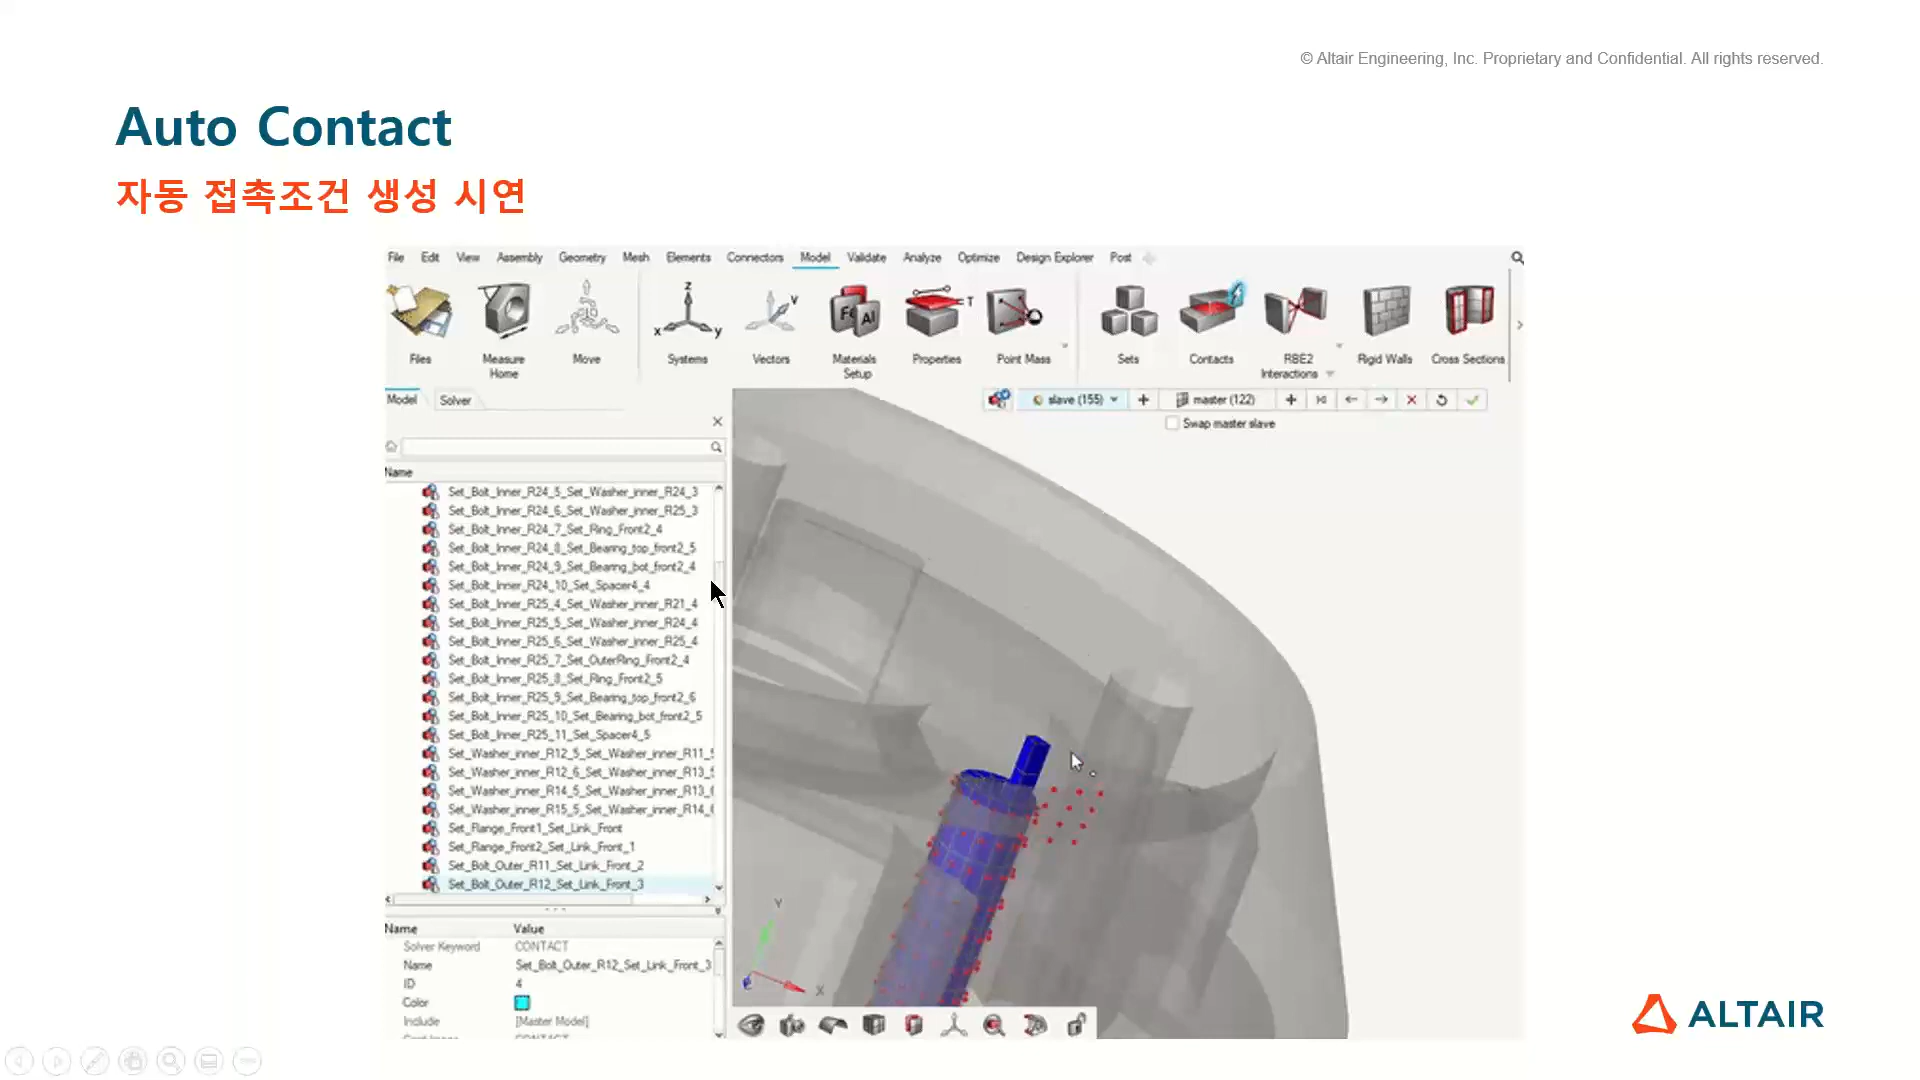 © Altair Engineering, Inc. Proprietary and Confidential. All rights reserved.
Auto Contact
자동 접촉조건 생성 시연
File Edit View Assembly Geometry Mesh Elements Connectors Model Validate Analyze Optimize Design Explorer Post
Files Measure Move Systems Vectors Materials Properties Point Mass Sets Contacts RBE2 Rigid Walls Cross Sections
Home Setup Interactions
Model Solver
slave (155) master (122)
Swap master slave
Name
Set_Bolt_Inner_R24_5_Set_Washer_inner_R24_3
Set_Bolt_Inner_R24_6_Set_Washer_inner_R25_3
Set_Bolt_Inner_R24_7_Set_Ring_Front2_4
Set_Bolt_Inner_R24_8_Set_Bearing_top_front2_5
Set_Bolt_Inner_R24_9_Set_Bearing_bot_front2_4
Set_Bolt_Inner_R24_10_Set_Spacer4_4
Set_Bolt_Inner_R25_4_Set_Washer_inner_R21_4
Set_Bolt_Inner_R25_5_Set_Washer_inner_R24_4
Set_Bolt_Inner_R25_6_Set_Washer_inner_R25_4
Set_Bolt_Inner_R25_7_Set_OuterRing_Front2_4
Set_Bolt_Inner_R25_8_Set_Ring_Front2_5
Set_Bolt_Inner_R25_9_Set_Bearing_top_front2_6
Set_Bolt_Inner_R25_10_Set_Bearing_bot_front2_5
Set_Bolt_Inner_R25_11_Set_Spacer4_5
Set_Washer_inner_R12_5_Set_Washer_inner_R11_5
Set_Washer_inner_R12_6_Set_Washer_inner_R13_5
Set_Washer_inner_R14_5_Set_Washer_inner_R13_6
Set_Washer_inner_R15_5_Set_Washer_inner_R14_6
Set_Flange_Front1_Set_Link_Front
Set_Flange_Front2_Set_Link_Front_1
Set_Bolt_Outer_R11_Set_Link_Front_2
Set_Bolt_Outer_R12_Set_Link_Front_3
Name Value
Solver Keyword CONTACT
Name Set_Bolt_Outer_R12_Set_Link_Front_3
ID 4
Color
Include [Master Model]
Y
X
ALTAIR